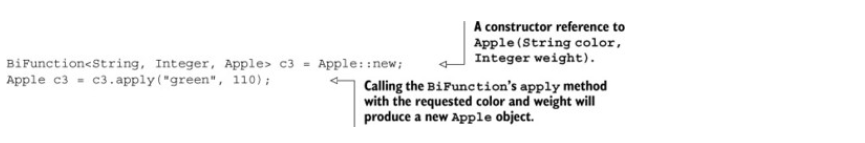 A constructor reference to
Apple(String color,
Integer weight).
BiFunction<String, Integer, Apple> c3 = Apple::new;
Apple c3 = c3.apply("green", 110);
Calling the BiFunction's apply method
with the requested color and weight will
produce a new Apple object.